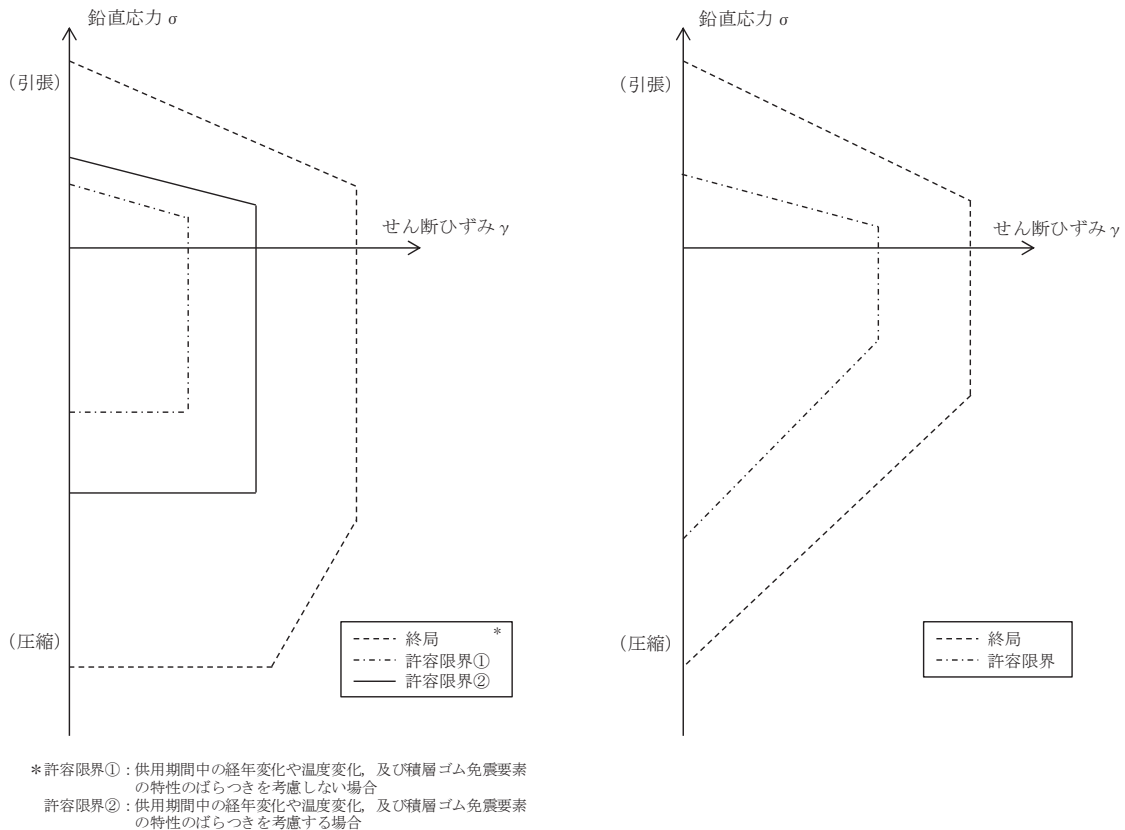 鉛直応力 σ
（引張）
せん断ひずみ γ
（圧縮）
終局 *
許容限界①
許容限界②
＊許容限界①：供用期間中の経年変化や温度変化，及び積層ゴム免震要素
の特性のばらつきを考慮しない場合
許容限界②：供用期間中の経年変化や温度変化，及び積層ゴム免震要素
の特性のばらつきを考慮する場合
鉛直応力 σ
（引張）
せん断ひずみ γ
（圧縮）
終局
許容限界